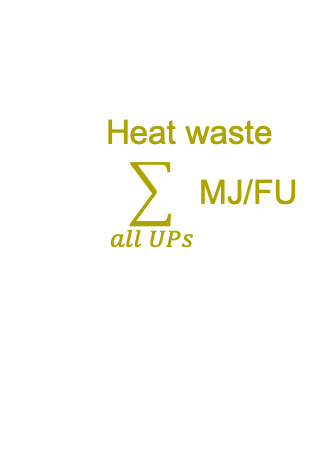 Heat waste
∑ MJ/FU
all UPs